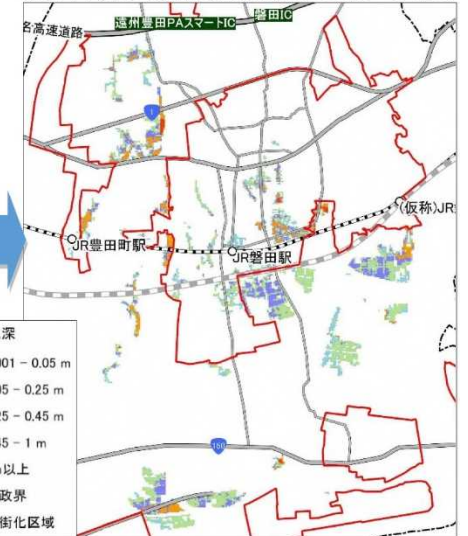 遠州豊田PAスマートIC
磐田IC
名高速道路
1
JR豊田町駅
JR磐田駅
(仮称)JR
深
001 - 0.05 m
05 - 0.25 m
25 - 0.45 m
45 - 1 m
以上
政界
街化区域
150